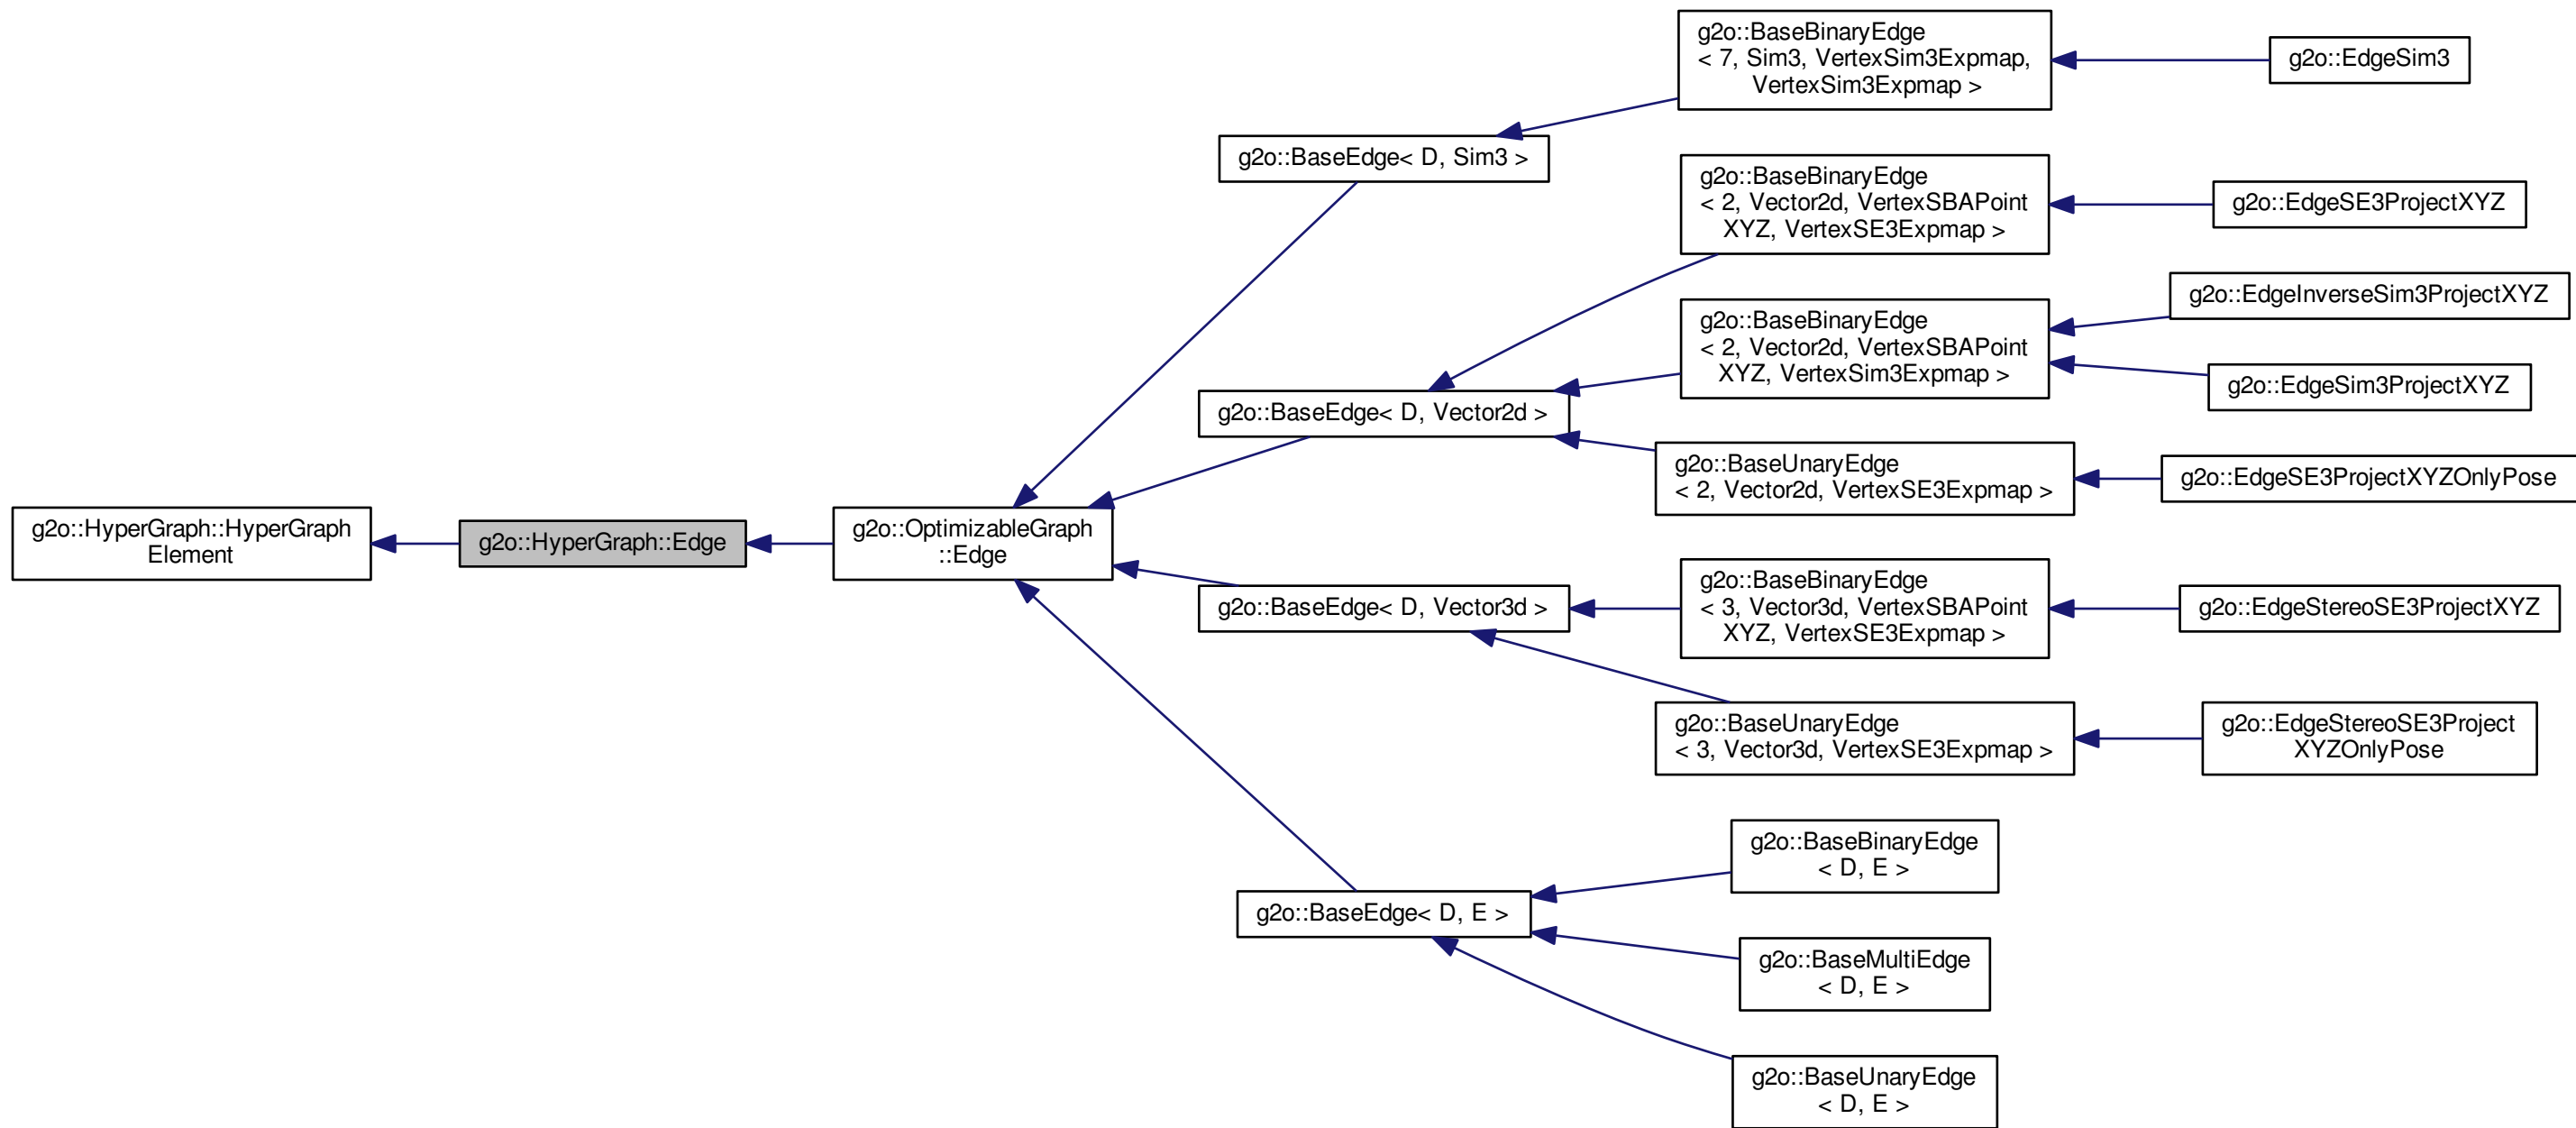 g2o::HyperGraph::HyperGraph
Element
g2o::HyperGraph::Edge
g2o::OptimizableGraph
::Edge
g2o::BaseEdge< D, Sim3 >
g2o::BaseEdge< D, Vector2d >
g2o::BaseEdge< D, Vector3d >
g2o::BaseEdge< D, E >
g2o::BaseBinaryEdge
< 7, Sim3, VertexSim3Expmap,
VertexSim3Expmap >
g2o::BaseBinaryEdge
< 2, Vector2d, VertexSBAPoint
XYZ, VertexSE3Expmap >
g2o::BaseBinaryEdge
< 2, Vector2d, VertexSBAPoint
XYZ, VertexSim3Expmap >
g2o::BaseUnaryEdge
< 2, Vector2d, VertexSE3Expmap >
g2o::BaseBinaryEdge
< 3, Vector3d, VertexSBAPoint
XYZ, VertexSE3Expmap >
g2o::BaseUnaryEdge
< 3, Vector3d, VertexSE3Expmap >
g2o::BaseBinaryEdge
< D, E >
g2o::BaseMultiEdge
< D, E >
g2o::BaseUnaryEdge
< D, E >
g2o::EdgeSim3
g2o::EdgeSE3ProjectXYZ
g2o::EdgeInverseSim3ProjectXYZ
g2o::EdgeSim3ProjectXYZ
g2o::EdgeSE3ProjectXYZOnlyPose
g2o::EdgeStereoSE3ProjectXYZ
g2o::EdgeStereoSE3Project
XYZOnlyPose